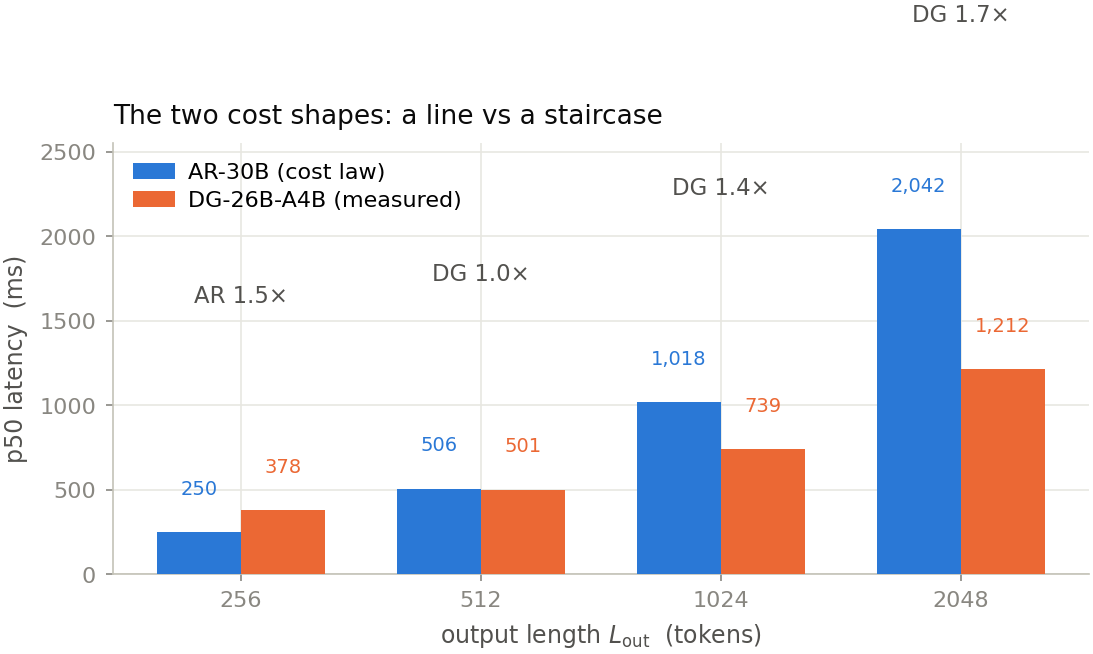 DG 1.7×
The two cost shapes: a line vs a staircase
AR-30B (cost law)
DG-26B-A4B (measured)
DG 1.4×
2,042
DG 1.0×
AR 1.5×
1,212
1,018
739
506
501
378
250
p50 latency (ms)
2500
2000
1500
1000
500
0
256
512
1024
2048
output length Lout (tokens)